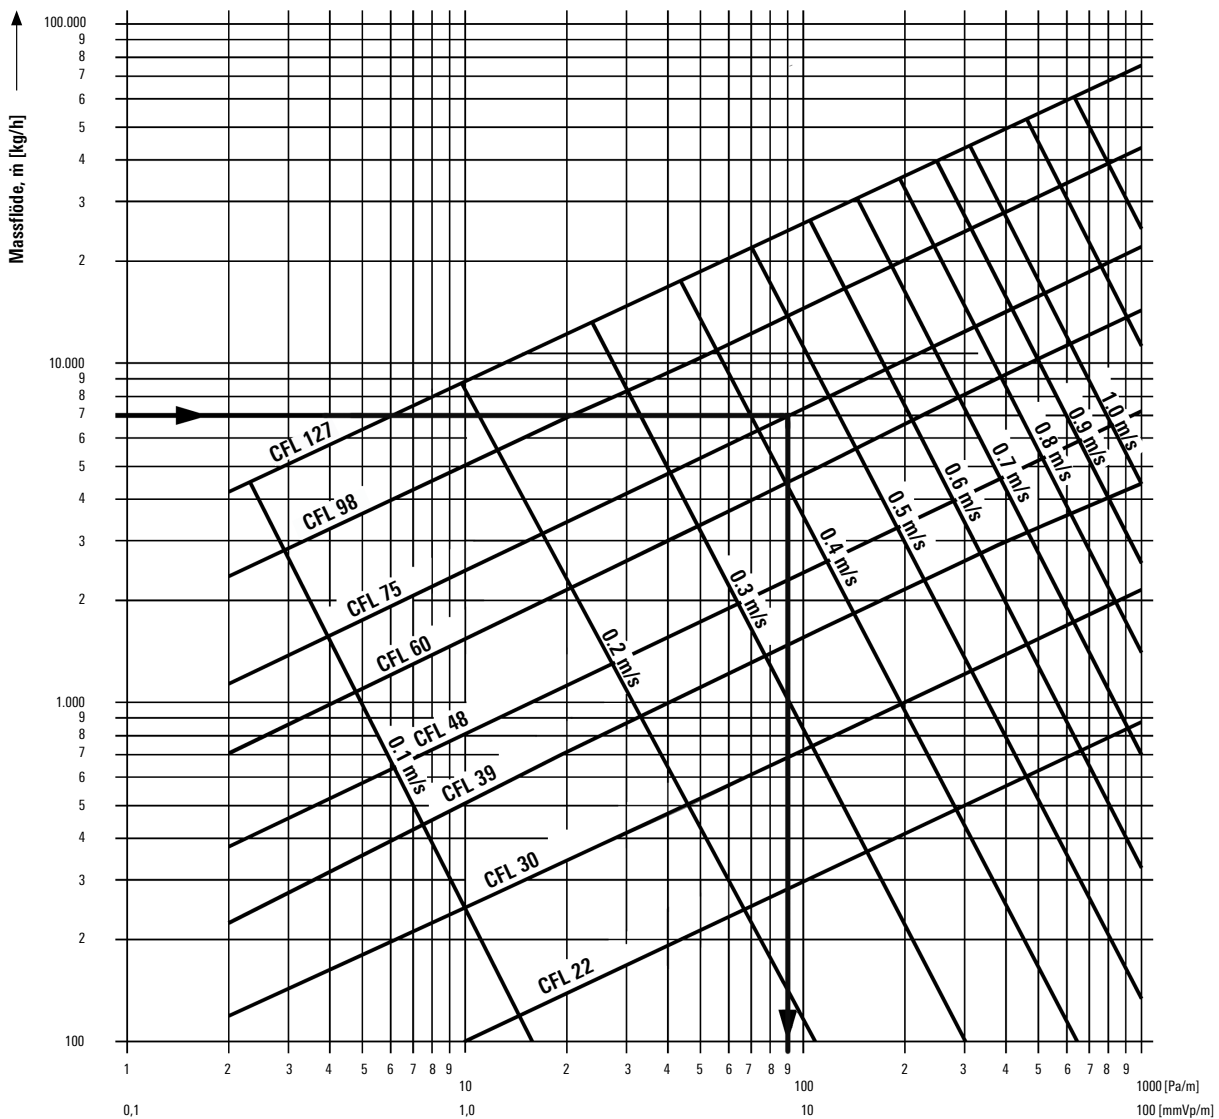 Massflöde, ṁ [kg/h]
100.000
9
8
7
6
5
4
3
2
10.000
9
8
7
6
5
4
3
2
1.000
9
8
7
6
5
4
3
2
100
CFL 127
CFL 98
CFL 75
CFL 60
CFL 48
CFL 39
CFL 30
CFL 22
0.1 m/s
0.2 m/s
0.3 m/s
0.4 m/s
0.5 m/s
0.6 m/s
0.7 m/s
0.8 m/s
0.9 m/s
1.0 m/s
1 2 3 4 5 6 7 8 9 10 2 3 4 5 6 7 8 9 100 2 3 4 5 6 7 8 9 1000 [Pa/m]
0,1 1,0 10 100 [mmVp/m]